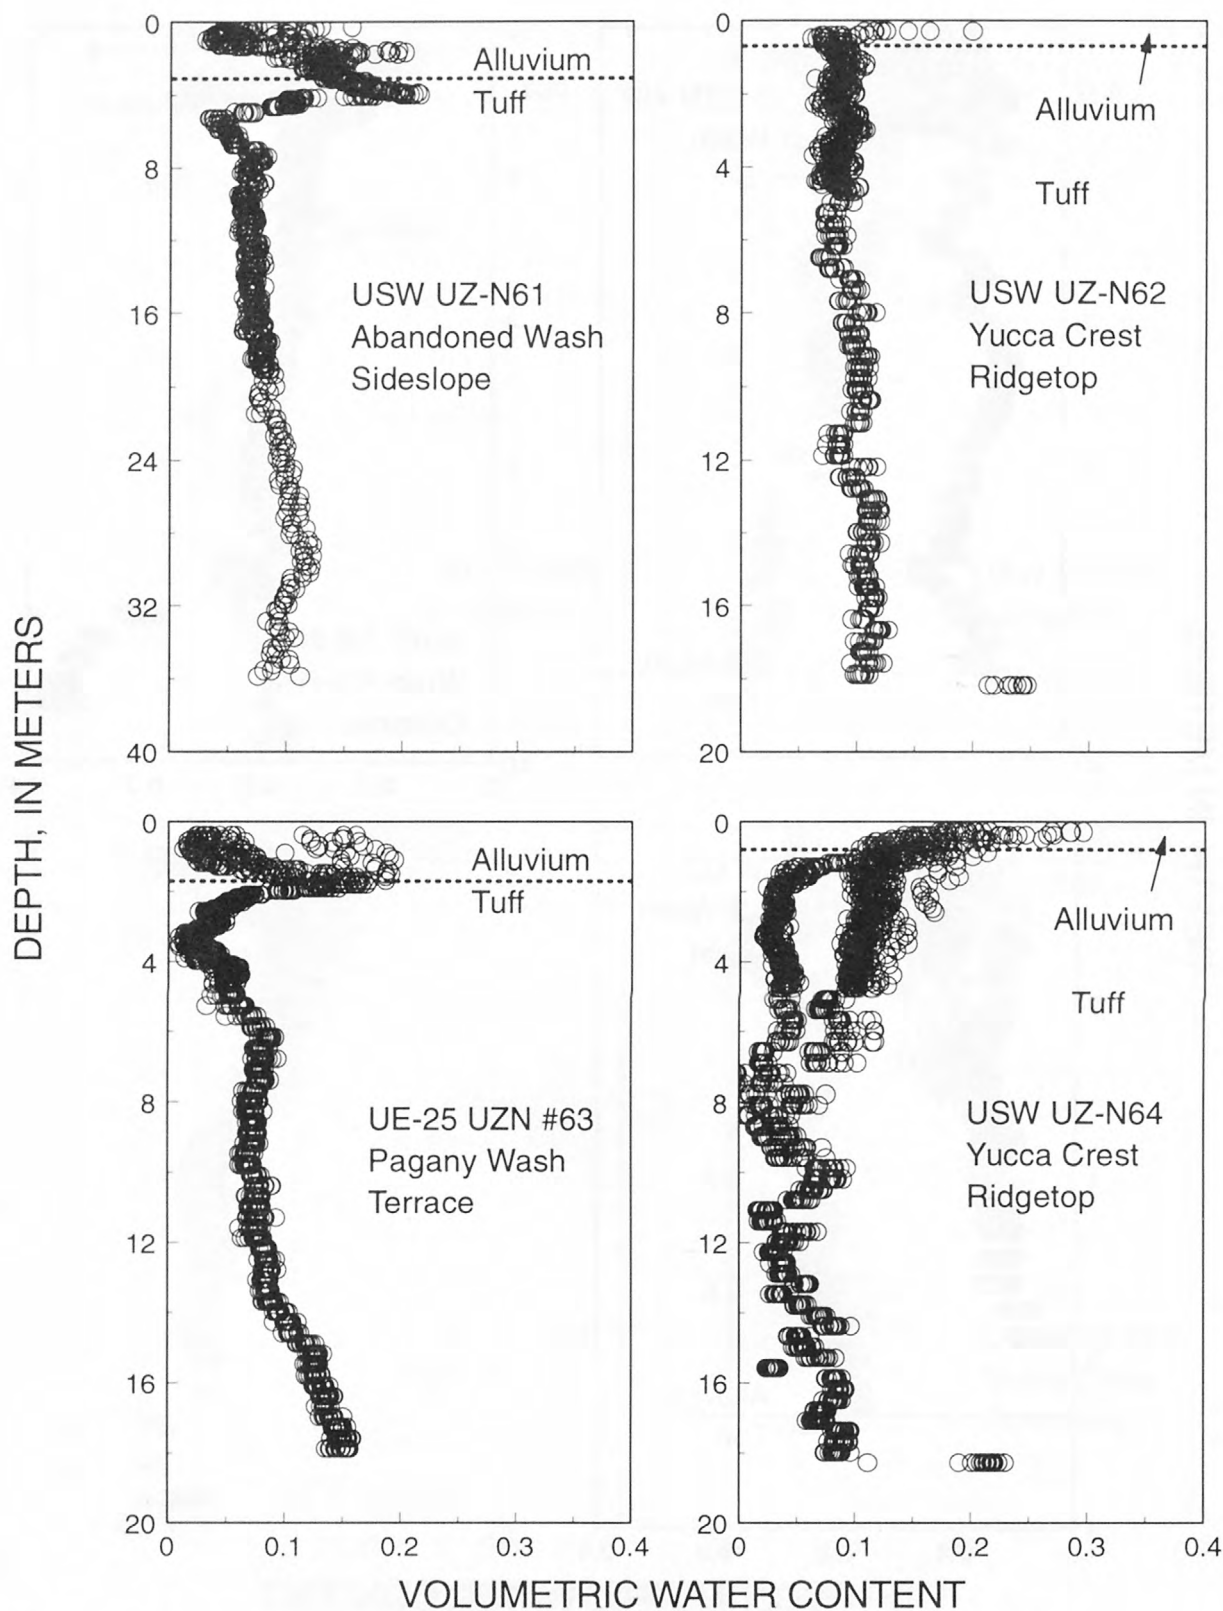 0
8
16
24
32
40
Alluvium
Tuff
USW UZ-N61
Abandoned Wash
Sideslope
0
4
8
12
16
20
Alluvium
Tuff
USW UZ-N62
Yucca Crest
Ridgetop
DEPTH, IN METERS
0
4
8
12
16
20
Alluvium
Tuff
UE-25 UZN #63
Pagany Wash
Terrace
0 0.1 0.2 0.3 0.4
0
4
8
12
16
20
Alluvium
Tuff
USW UZ-N64
Yucca Crest
Ridgetop
0 0.1 0.2 0.3 0.4
VOLUMETRIC WATER CONTENT